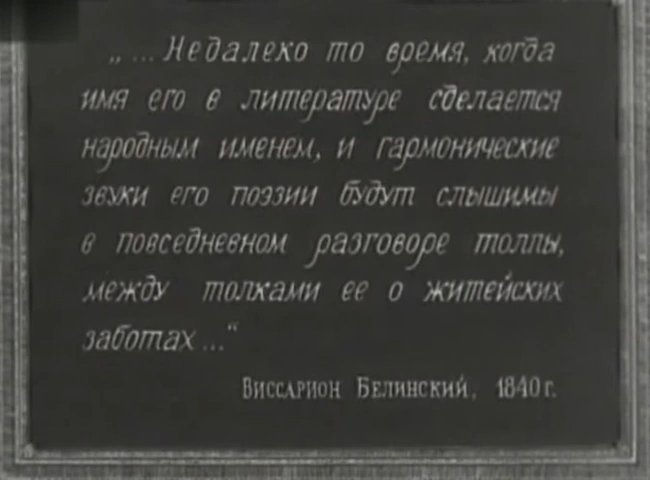 „... Недалеко то время, когда
имя его в литературе сделается
народным именем, и гармонические
звуки его поэзии будут слышимы
в повседневном разговоре толпы,
между толками ее о житейских
заботах..."
Виссарион Белинский, 1840 г.